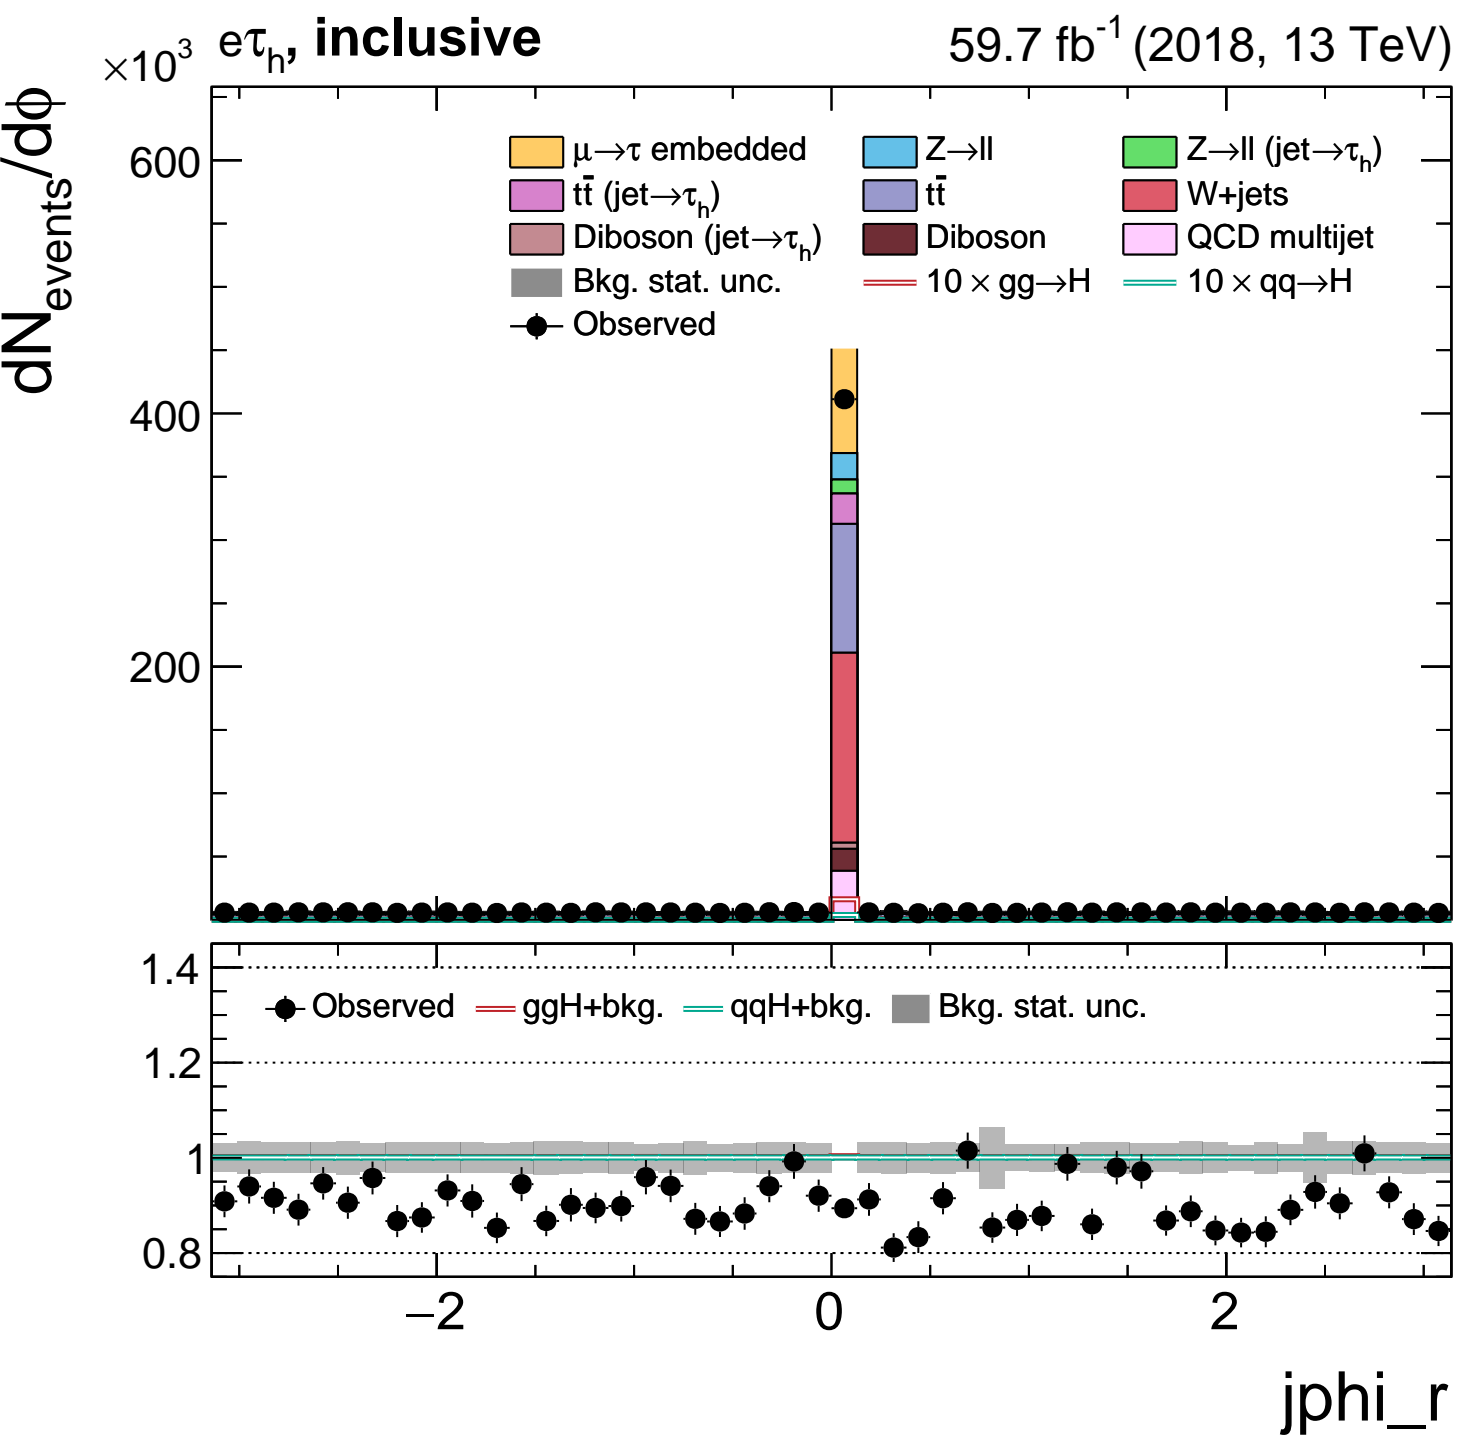 ×10³ eτₕ, inclusive 59.7 fb⁻¹ (2018, 13 TeV)
dN_events/dϕ
600
400
200
μ→τ embedded Z→ll Z→ll (jet→τₕ)
tt̄ (jet→τₕ) tt̄ W+jets
Diboson (jet→τₕ) Diboson QCD multijet
Bkg. stat. unc. 10 × gg→H 10 × qq→H
Observed
1.4
1.2
1
0.8
Observed ggH+bkg. qqH+bkg. Bkg. stat. unc.
−2 0 2
jphi_r